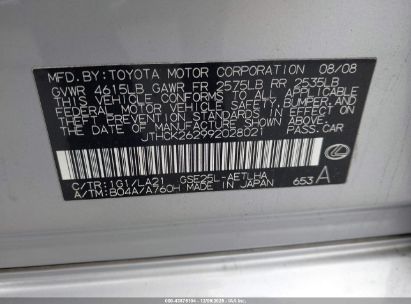 MFD. BY: TOYOTA MOTOR CORPORATION 08/08
GVWR 4615LB GAWR FR 2575LB RR 2535LB
THIS VEHICLE CONFORMS TO ALL APPLICABLE
FEDERAL MOTOR VEHICLE SAFETY, BUMPER, AND
THEFT PREVENTION STANDARDS IN EFFECT ON
THE DATE OF MANUFACTURE SHOWN ABOVE.
JTHCK262992028021 PASS. CAR
C/TR: 1G1/LA21 GSE25L-AETLHA
A/TM: B04A/A760H MADE IN JAPAN 653 A